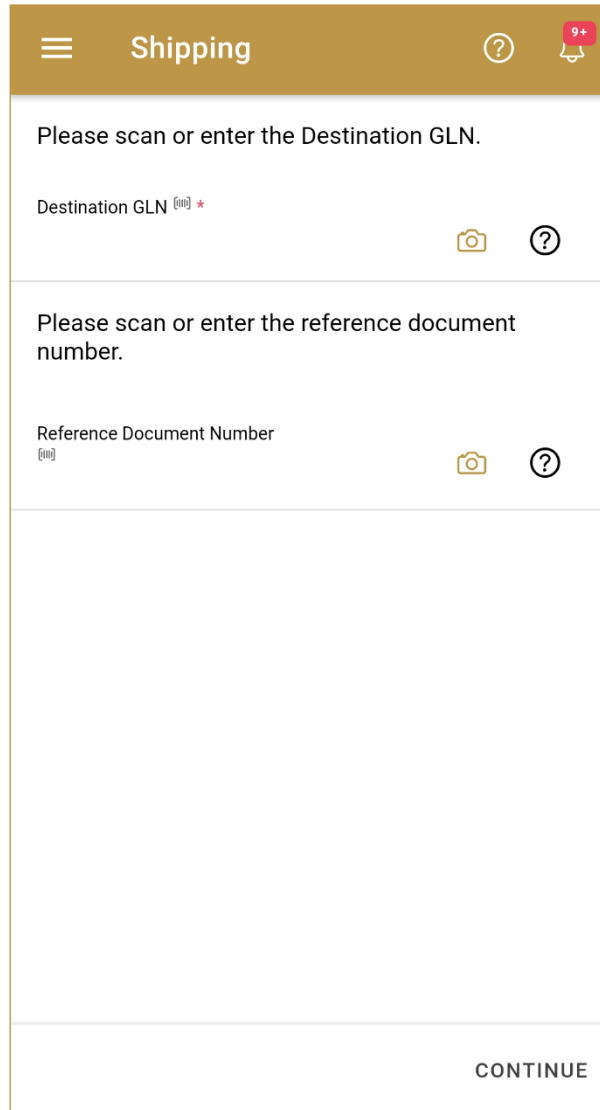 Shipping
9+
Please scan or enter the Destination GLN.
Destination GLN *
Please scan or enter the reference document
number.
Reference Document Number
CONTINUE